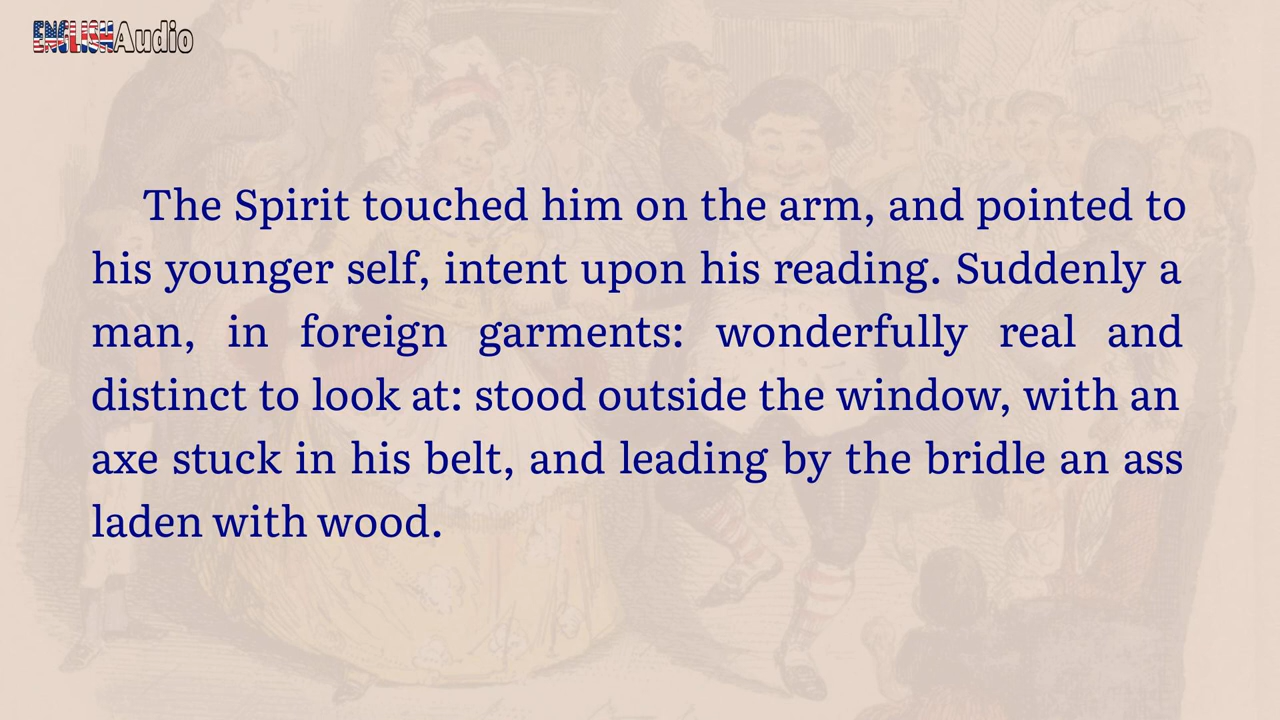 ENGLISHAudio
The Spirit touched him on the arm, and pointed to
his younger self, intent upon his reading. Suddenly a
man, in foreign garments: wonderfully real and
distinct to look at: stood outside the window, with an
axe stuck in his belt, and leading by the bridle an ass
laden with wood.